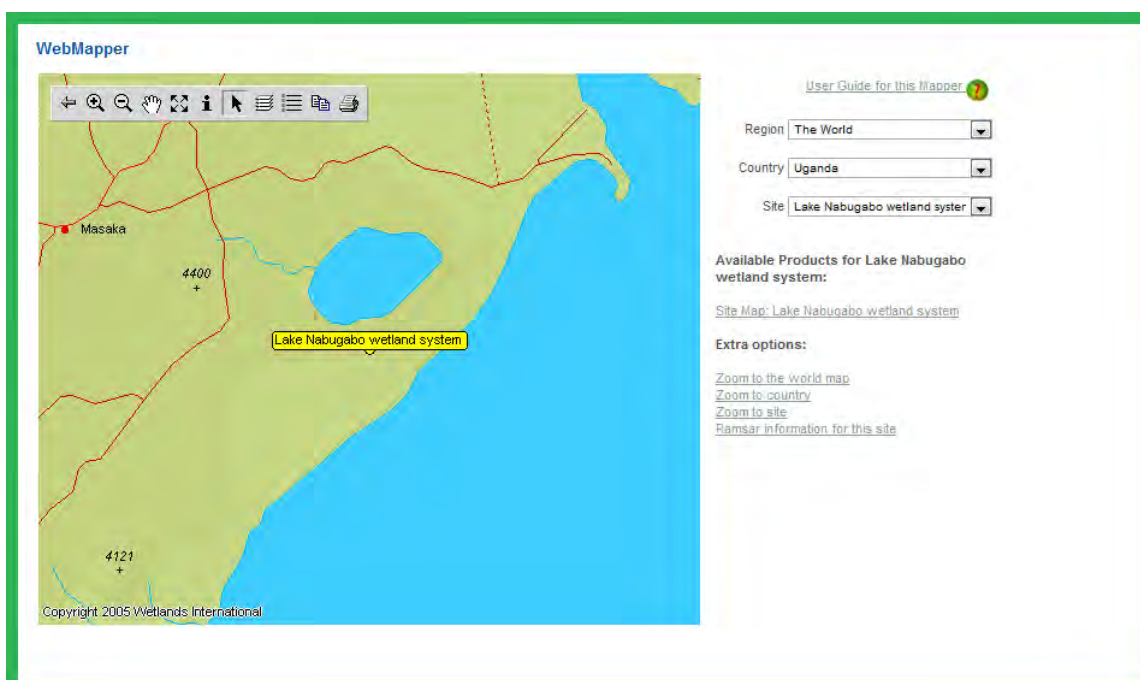 WebMapper
User Guide for this Mapper ?
Region The World
Country Uganda
Site Lake Nabugabo wetland syster
Masaka
4400
Lake Nabugabo wetland system
4121
Copyright 2005 Wetlands International
Available Products for Lake Nabugabo
wetland system:
Site Map: Lake Nabugabo wetland system
Extra options:
Zoom to the world map
Zoom to country
Zoom to site
Ramsar information for this site